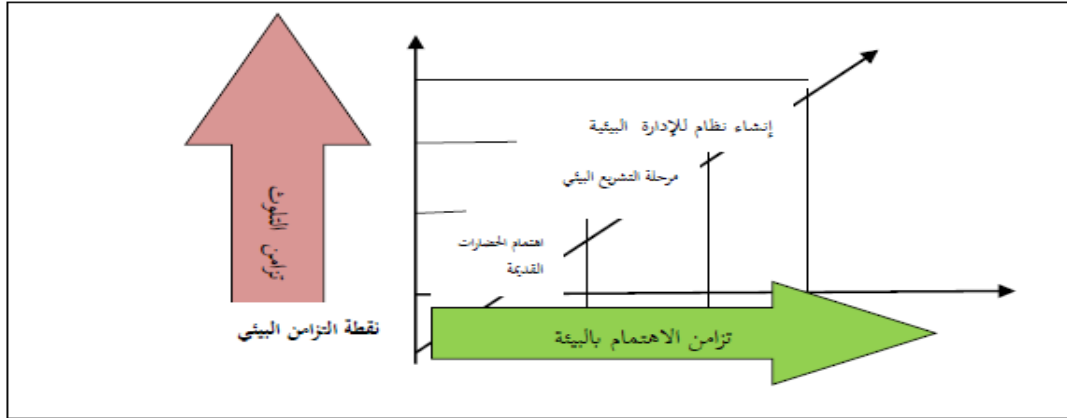 إنشاء نظام للإدارة البيئية
مرحلة التشريع البيئي
اهتمام الحضارات
القديمة
تزامن التلوث
نقطة التزامن البيئي
تزامن الاهتمام بالبيئة